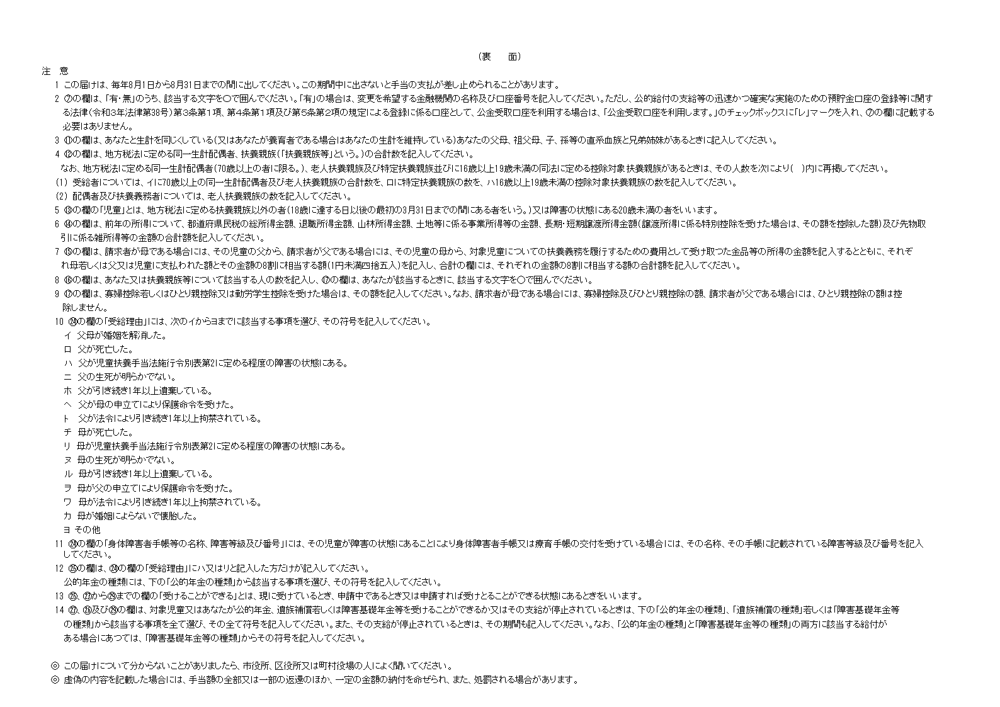 （裏　　面）
注　意
1 この届けは、毎年8月1日から8月31日までの間に出してください。この期間中に出さないと手当の支払が差し止められることがあります。
2 ⑦の欄は、「有・無」のうち、該当する文字を〇で囲んでください。「有」の場合は、変更を希望する金融機関の名称及び口座番号を記入してください。ただし、公的給付の支給等の迅速かつ確実な実施のための預貯金口座の登録等に関す
る法律（令和３年法律第38号）第３条第１項、第４条第１項及び第５条第２項の規定による登録に係る口座として、公金受取口座を利用する場合は、「公金受取口座を利用します。」のチェックボックスに「レ」マークを入れ、⑦の欄に記載する
必要はありません。
3 ⑪の欄は、あなたと生計を同じくしている（又はあなたが養育者である場合はあなたの生計を維持している）あなたの父母、祖父母、子、孫等の直系血族と兄弟姉妹があるときに記入してください。
4 ⑫の欄は、地方税法に定める同一生計配偶者、扶養親族（「扶養親族等」という。）の合計数を記入してください。
なお、地方税法に定める同一生計配偶者（70歳以上の者に限る。）、老人扶養親族及び特定扶養親族並びに16歳以上19歳未満の同法に定める控除対象扶養親族があるときは、その人数を次により（　）内に再掲してください。
（1） 受給者については、イに70歳以上の同一生計配偶者及び老人扶養親族の合計数を、ロに特定扶養親族の数を、ハ16歳以上19歳未満の控除対象扶養親族の数を記入してください。
（2） 配偶者及び扶養義務者については、老人扶養親族の数を記入してください。
5 ⑬の欄の「児童」とは、地方税法に定める扶養親族以外の者（18歳に達する日以後の最初の3月31日までの間にある者をいう。）又は障害の状態にある20歳未満の者をいいます。
6 ⑭の欄は、前年の所得について、都道府県民税の総所得金額、退職所得金額、山林所得金額、土地等に係る事業所得等の金額、長期・短期譲渡所得金額（譲渡所得に係る特別控除を受けた場合は、その額を控除した額）及び先物取
引に係る雑所得等の金額の合計額を記入してください。
7 ⑮の欄は、請求者が母である場合には、その児童の父から、請求者が父である場合には、その児童の母から、対象児童についての扶養義務を履行するための費用として受け取つた金品等の所得の金額を記入するとともに、それぞ
れ母若しくは父又は児童に支払われた額とその金額の8割に相当する額（1円未満四捨五入）を記入し、合計の欄には、それぞれの金額の8割に相当する額の合計額を記入してください。
8 ⑯の欄は、あなた又は扶養親族等について該当する人の数を記入し、⑰の欄は、あなたが該当するときに、該当する文字を〇で囲んでください。
9 ⑰の欄は、寡婦控除若しくはひとり親控除又は勤労学生控除を受けた場合は、その額を記入してください。なお、請求者が母である場合には、寡婦控除及びひとり親控除の額、請求者が父である場合には、ひとり親控除の額は控
除しません。
10 ㉔の欄の「受給理由」には、次のイからヨまでに該当する事項を選び、その符号を記入してください。
イ 父母が婚姻を解消した。
ロ 父が死亡した。
ハ 父が児童扶養手当法施行令別表第2に定める程度の障害の状態にある。
ニ 父の生死が明らかでない。
ホ 父が引き続き1年以上遺棄している。
ヘ 父が母の申立てにより保護命令を受けた。
ト 父が法令により引き続き1年以上拘禁されている。
チ 母が死亡した。
リ 母が児童扶養手当法施行令別表第2に定める程度の障害の状態にある。
ヌ 母の生死が明らかでない。
ル 母が引き続き1年以上遺棄している。
ヲ 母が父の申立てにより保護命令を受けた。
ワ 母が法令により引き続き1年以上拘禁されている。
カ 母が婚姻によらないで懐胎した。
ヨ その他
11 ㉔の欄の「身体障害者手帳等の名称、障害等級及び番号」には、その児童が障害の状態にあることにより身体障害者手帳又は療育手帳の交付を受けている場合には、その名称、その手帳に記載されている障害等級及び番号を記入
してください。
12 ㉕の欄は、㉔の欄の「受給理由」にハ又はリと記入した方だけが記入してください。
公的年金の種類には、下の「公的年金の種類」から該当する事項を選び、その符号を記入してください。
13 ㉕、㉗から㉙までの欄の「受けることができる」とは、現に受けているとき、申請中であるとき又は申請すれば受けとることができる状態にあるときをいいます。
14 ㉗、㉘及び㉙の欄は、対象児童又はあなたが公的年金、遺族補償若しくは障害基礎年金等を受けることができるか又はその支給が停止されているときは、下の「公的年金の種類」、「遺族補償の種類」若しくは「障害基礎年金等
の種類」から該当する事項を全て選び、その全て符号を記入してください。また、その支給が停止されているときは、その期間も記入してください。なお、「公的年金の種類」と「障害基礎年金等の種類」の両方に該当する給付が
ある場合にあつては、「障害基礎年金等の種類」からその符号を記入してください。
◎ この届けについて分からないことがありましたら、市役所、区役所又は町村役場の人によく聞いてください。
◎ 虚偽の内容を記載した場合には、手当額の全部又は一部の返還のほか、一定の金額の納付を命ぜられ、また、処罰される場合があります。